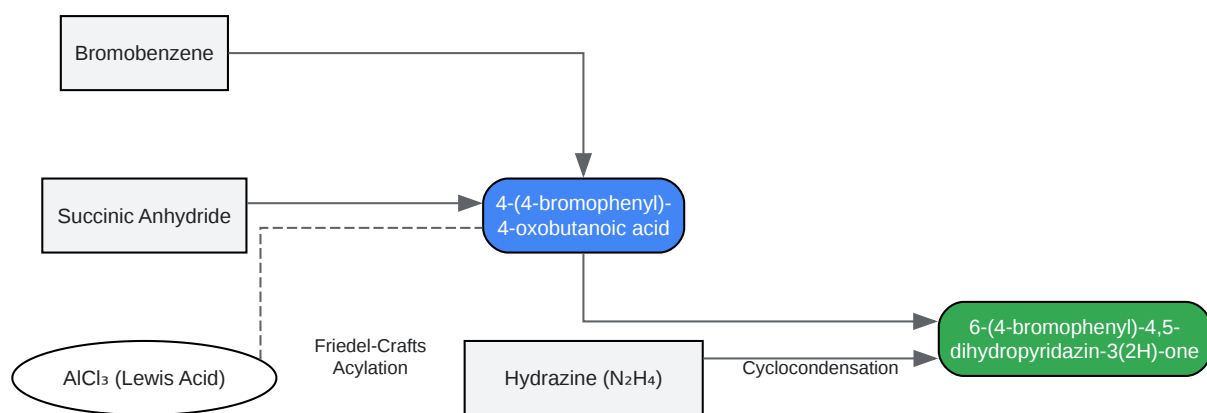 Bromobenzene
Succinic Anhydride
4-(4-bromophenyl)-
4-oxobutanoic acid
AlCl₃ (Lewis Acid)
Friedel-Crafts
Acylation
Hydrazine (N₂H₄)
Cyclocondensation
6-(4-bromophenyl)-4,5-
dihydropyridazin-3(2H)-one